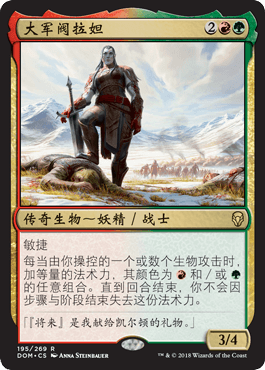 大军阀拉妲 2
传奇生物~妖精/战士
敏捷
每当由你操控的一个或数个生物攻击时，
加等量的法术力，其颜色为 和/或
的任意组合。直到回合结束，你不会因
步骤与阶段结束失去这份法术力。
「『将来』是我献给凯尔顿的礼物。」
3/4
195/269 R
DOM • CS ANNA STEINBAUER
™ & © 2018 Wizards of the Coast